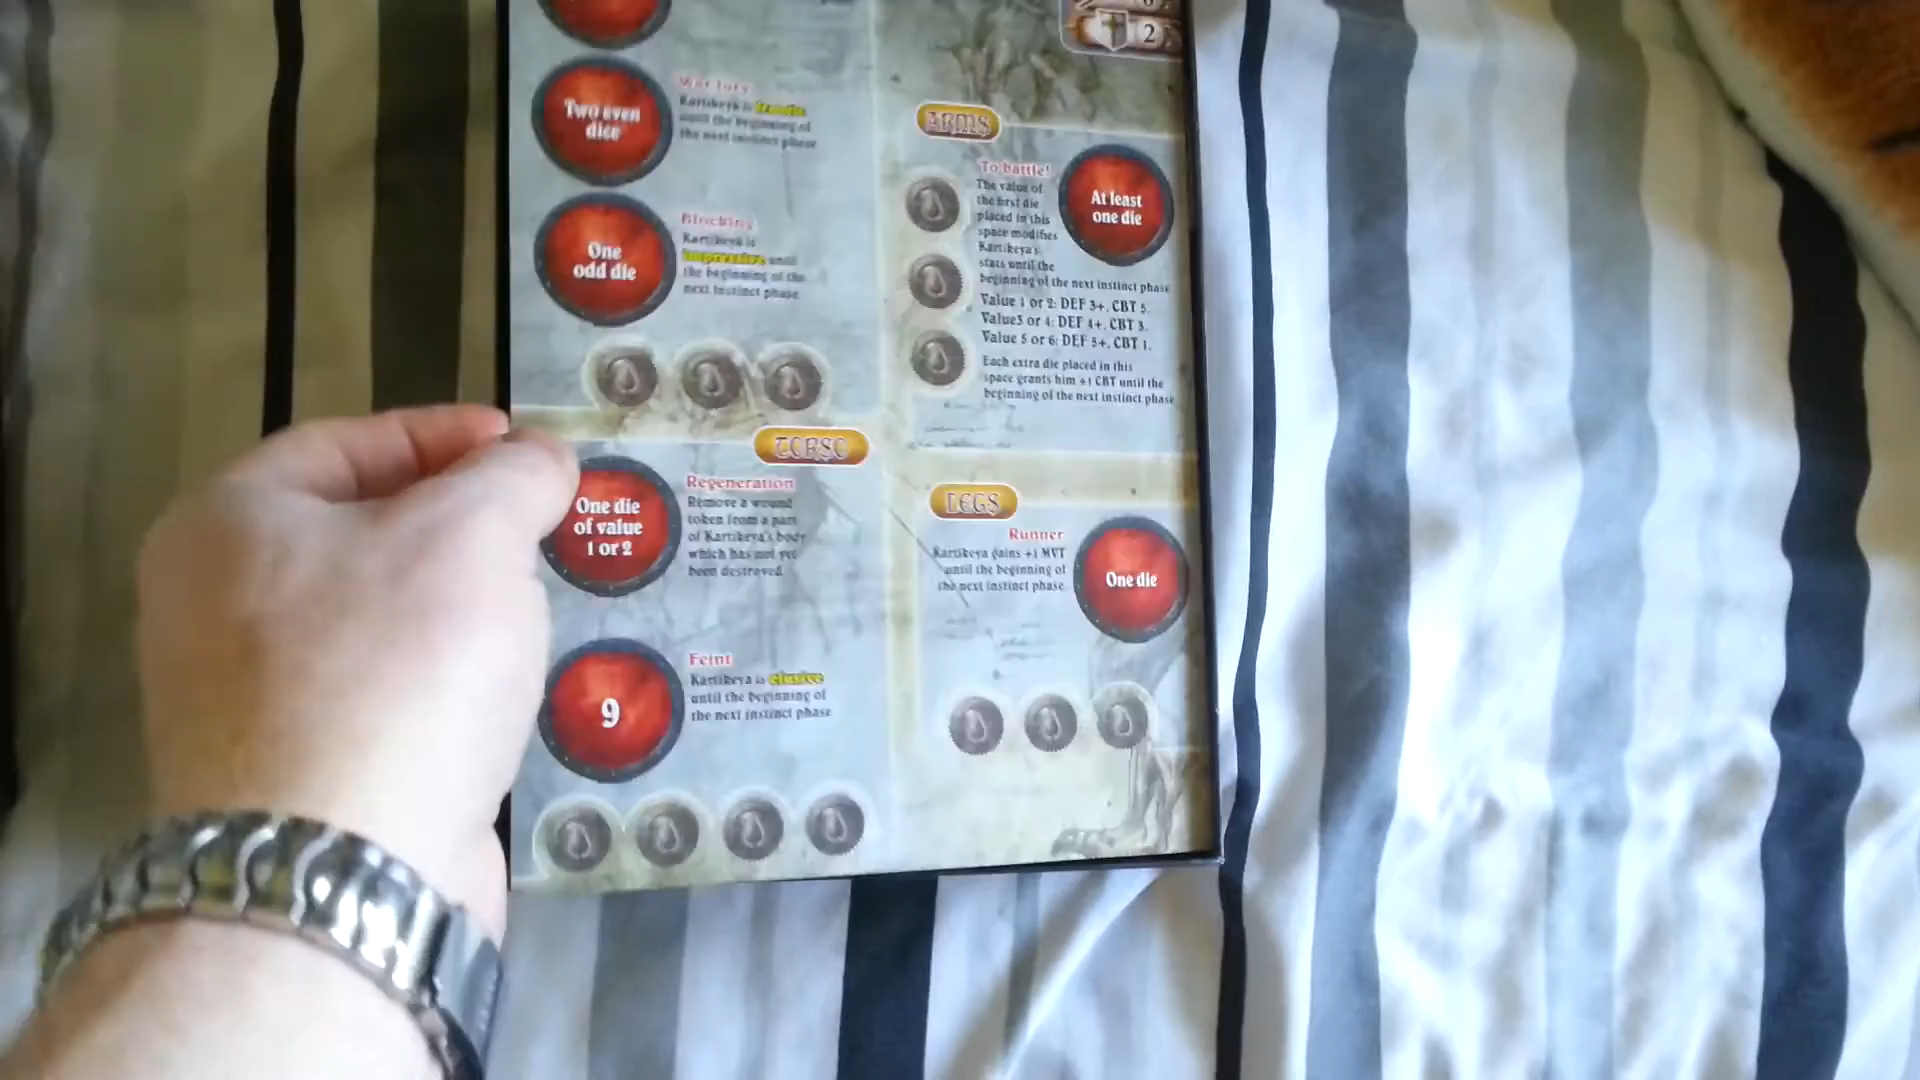 Two even
dice
War fury
Kartikeya is
until the beginning of
the next instinct phase
One
odd die
Blocking
Kartikeya is
impressive until
the beginning of the
next instinct phase
TORSO
One die
of value
1 or 2
Regeneration
Remove a wound
token from a part
of Kartikeya's body
which has not yet
been destroyed.
9
Feint
Kartikeya is elusive
until the beginning of
the next instinct phase
2
ARMS
To battle!
The value of
the first die
placed in this
space modifies
Kartikeya's
stats until the
beginning of the next instinct phase
Value 1 or 2: DEF 3+, CBT 5.
Value3 or 4: DEF 4+, CBT 3.
Value 5 or 6: DEF 5+, CBT 1.
Each extra die placed in this
space grants him +1 CBT until the
beginning of the next instinct phase
At least
one die
LEGS
Runner
Kartikeya gains +1 MVT
until the beginning of
the next instinct phase
One die